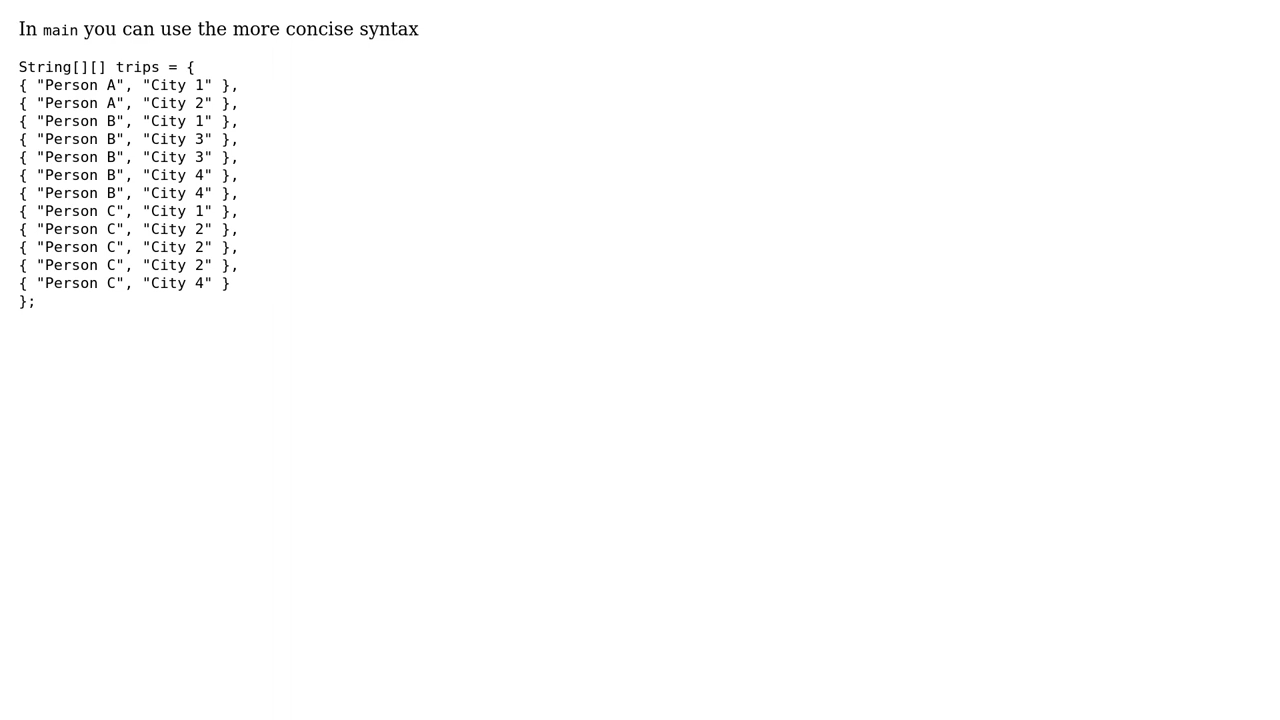 In main you can use the more concise syntax
String[][] trips = {
{ "Person A", "City 1" },
{ "Person A", "City 2" },
{ "Person B", "City 1" },
{ "Person B", "City 3" },
{ "Person B", "City 3" },
{ "Person B", "City 4" },
{ "Person B", "City 4" },
{ "Person C", "City 1" },
{ "Person C", "City 2" },
{ "Person C", "City 2" },
{ "Person C", "City 2" },
{ "Person C", "City 4" }
};